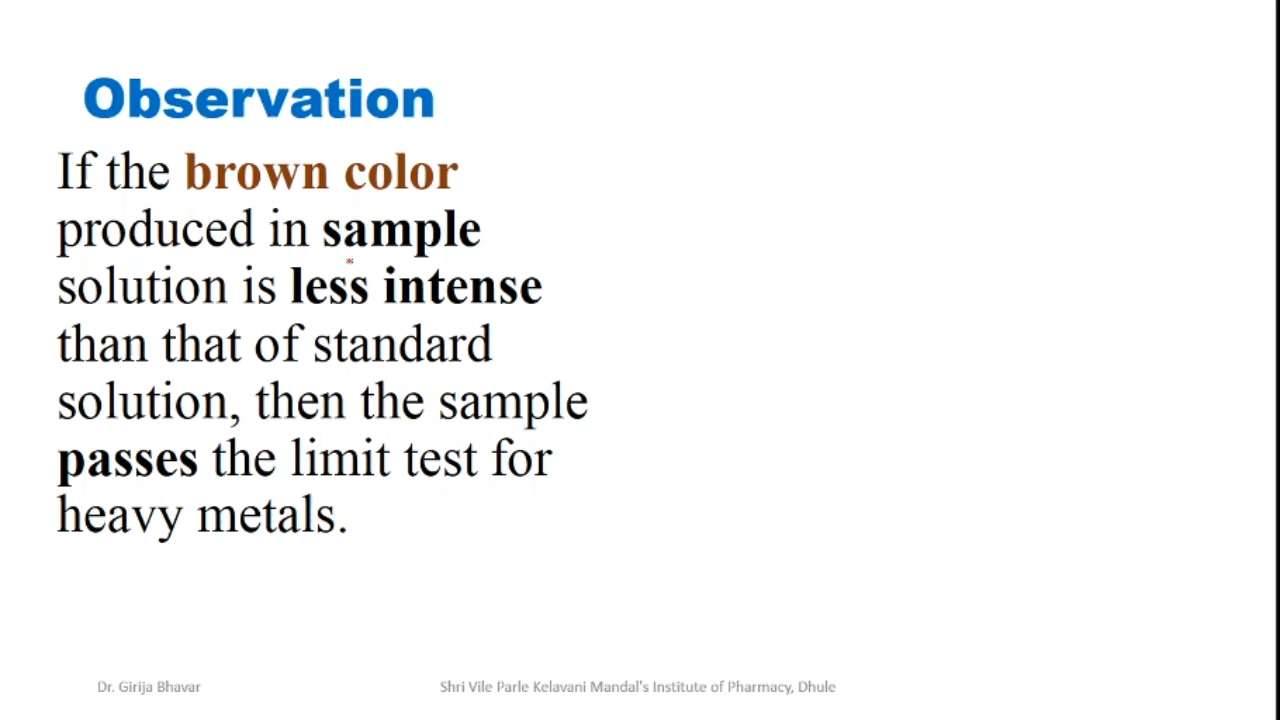 Observation
If the brown color
produced in sample
solution is less intense
than that of standard
solution, then the sample
passes the limit test for
heavy metals.
Dr. Girija Bhavar
Shri Vile Parle Kelavani Mandal's Institute of Pharmacy, Dhule